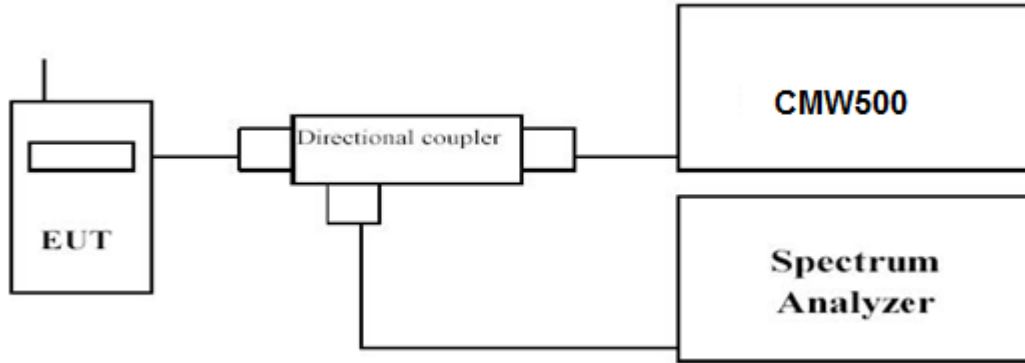 EUT
Directional coupler
CMW500
Spectrum
Analyzer